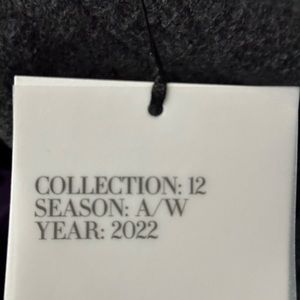 COLLECTION: 12
SEASON: A/W
YEAR: 2022